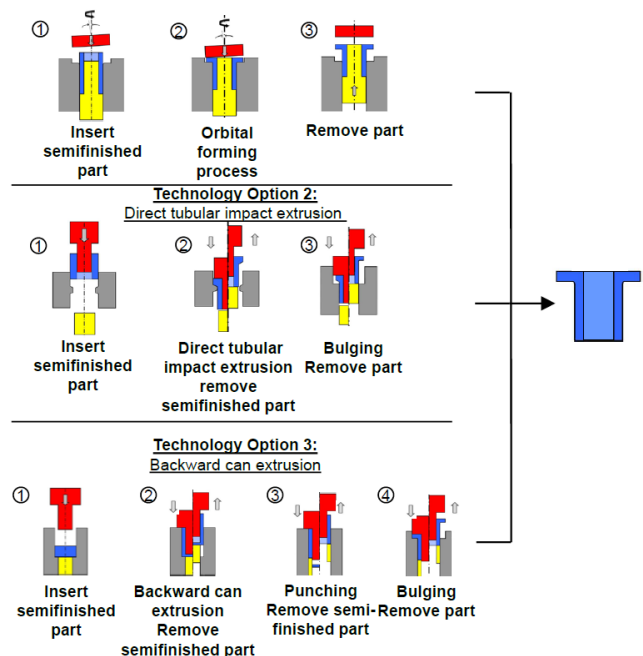 ① ② ③
Insert
semifinished
part
Orbital
forming
process
Remove part
Technology Option 2:
Direct tubular impact extrusion
① ② ③
Insert
semifinished
part
Direct tubular
impact extrusion
remove
semifinished part
Bulging
Remove part
Technology Option 3:
Backward can extrusion
① ② ③ ④
Insert
semifinished
part
Backward can
extrusion
Remove
semifinished part
Punching
Remove semi-
finished part
Bulging
Remove part